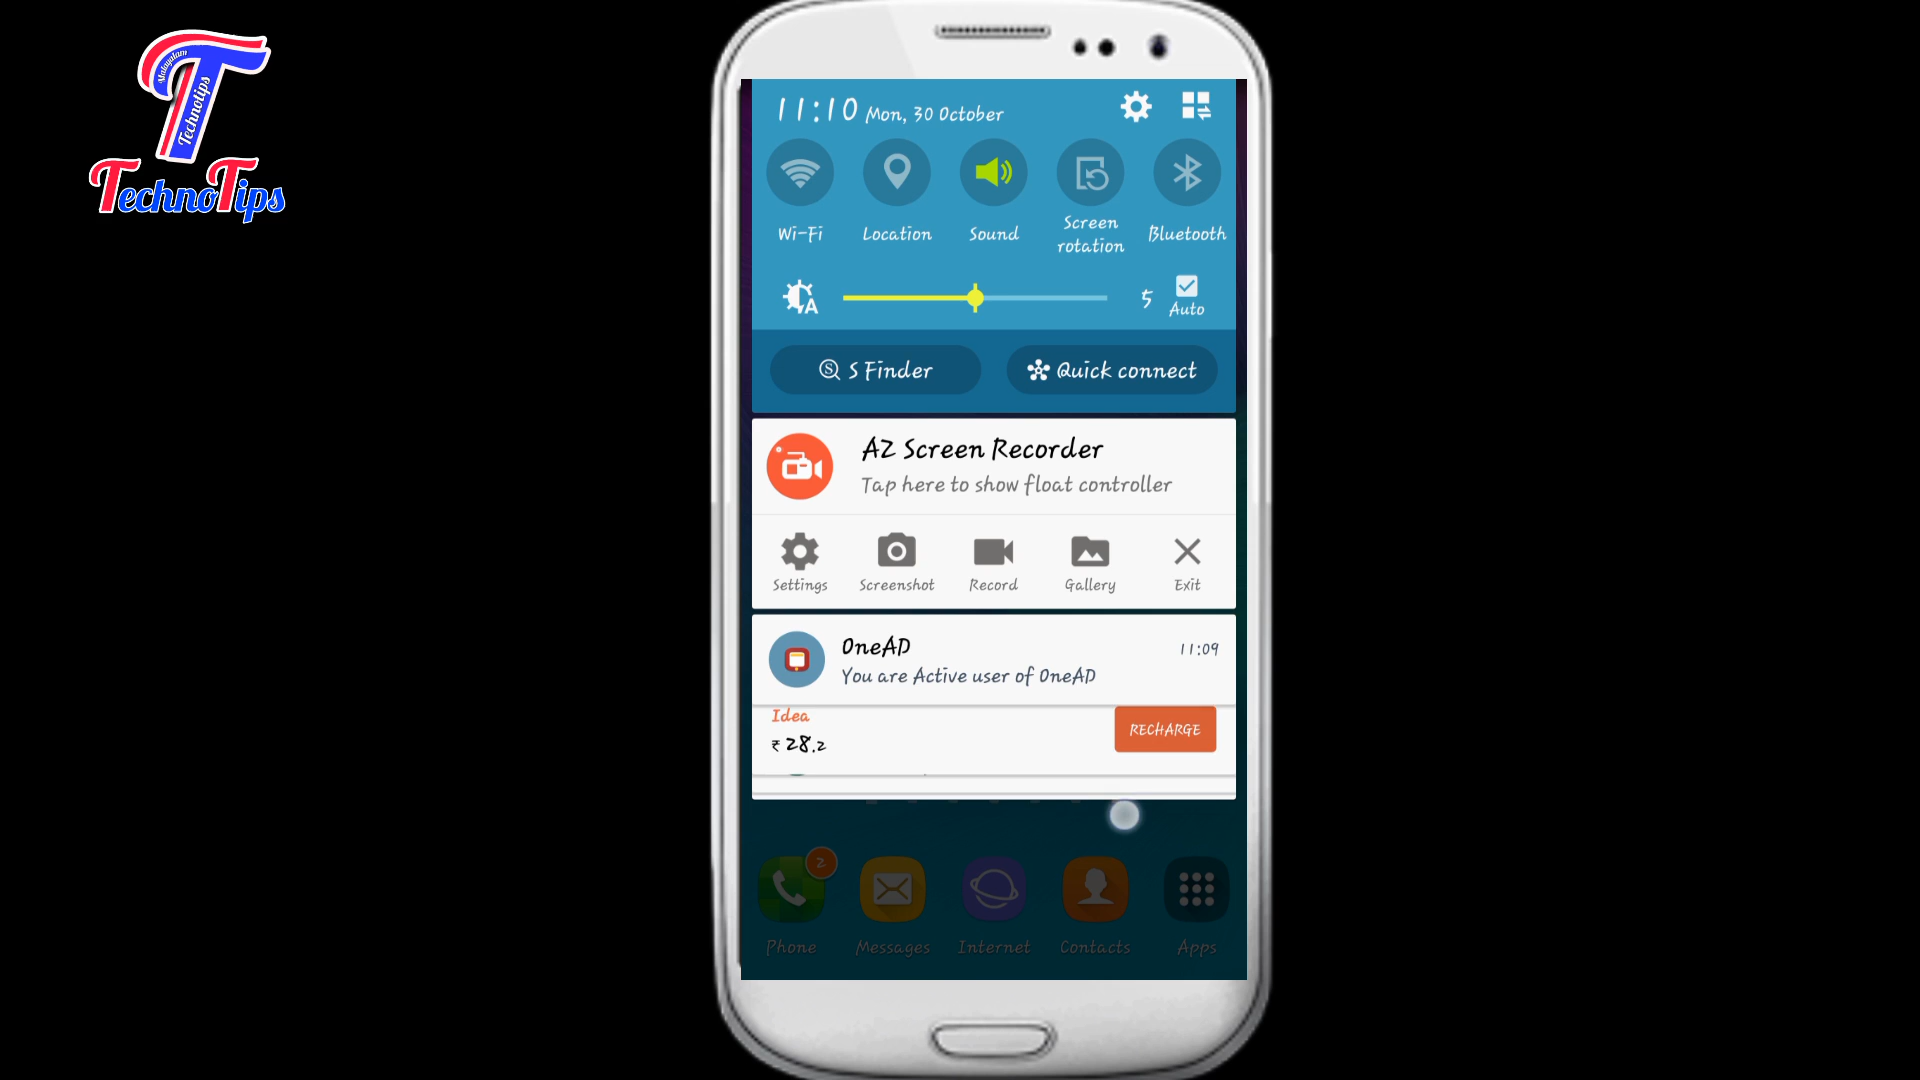 Malayalam
Technotips
TechnoTips
11:10 Mon, 30 October
Wi-Fi
Location
Sound
Screen rotation
Bluetooth
A
5
Auto
S Finder
Quick connect
AZ Screen Recorder
Tap here to show float controller
Settings
Screenshot
Record
Gallery
Exit
OneAD
11:09
You are Active user of OneAD
Idea
₹ 28.2
RECHARGE
2
Phone
Messages
Internet
Contacts
Apps